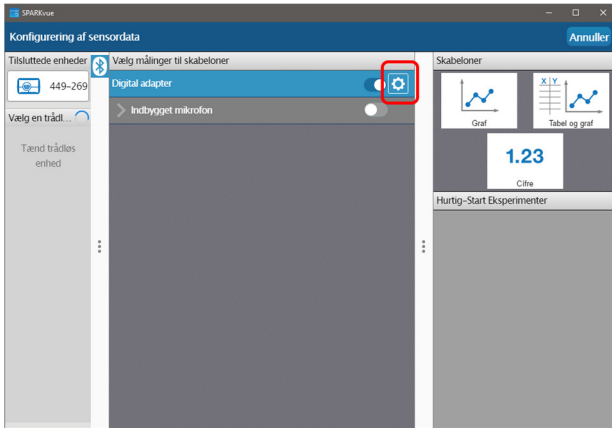 SPARKvue
Konfigurering af sensordata
Annuller
Tilsluttede enheder
449-269
Vælg en trådl...
Tænd trådløs
enhed
Vælg målinger til skabeloner
Digital adapter
Indbygget mikrofon
Skabeloner
Graf
X Y
Tabel og graf
1.23
Cifre
Hurtig-Start Eksperimenter